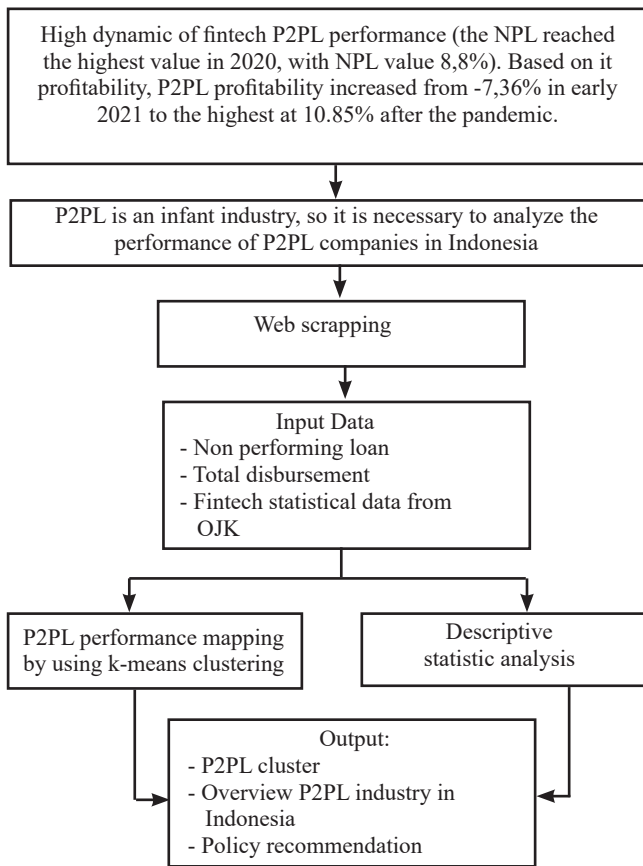 High dynamic of fintech P2PL performance (the NPL reached
the highest value in 2020, with NPL value 8,8%). Based on it
profitability, P2PL profitability increased from -7,36% in early
2021 to the highest at 10.85% after the pandemic.
P2PL is an infant industry, so it is necessary to analyze the
performance of P2PL companies in Indonesia
Web scrapping
Input Data
- Non performing loan
- Total disbursement
- Fintech statistical data from
OJK
P2PL performance mapping
by using k-means clustering
Descriptive
statistic analysis
Output:
- P2PL cluster
- Overview P2PL industry in
Indonesia
- Policy recommendation